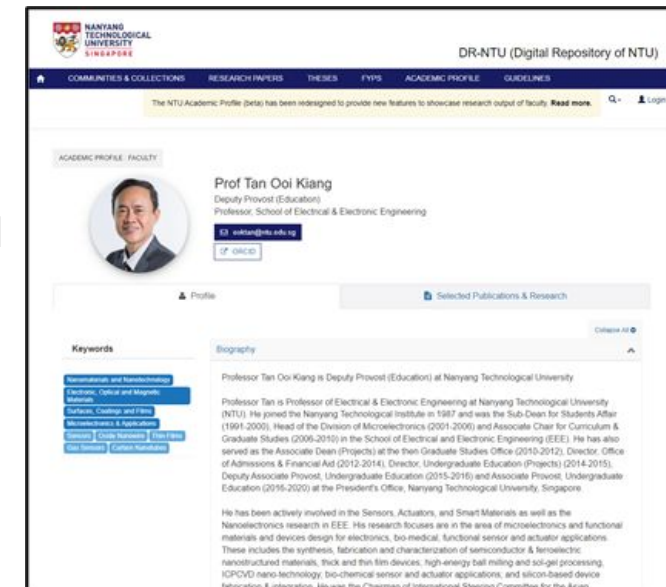 NANYANG
TECHNOLOGICAL
UNIVERSITY
SINGAPORE
DR-NTU (Digital Repository of NTU)
COMMUNITIES & COLLECTIONS RESEARCH PAPERS THESES FYPS ACADEMIC PROFILE GUIDELINES
The NTU Academic Profile (beta) has been redesigned to provide new features to showcase research output of faculty. Read more.
Login
ACADEMIC PROFILE : FACULTY
Prof Tan Ooi Kiang
Deputy Provost (Education)
Professor, School of Electrical & Electronic Engineering
eoktan@ntu.edu.sg
ORCID
Profile
Selected Publications & Research
Collapse All
Keywords
Biography
Nanomaterials and Nanotechnology
Electronic, Optical and Magnetic
Materials
Surfaces, Coatings and Films
Microelectronics & Applications
Sensors Oxide Nanowire Thin Films
Gas Sensors Carbon Nanotubes
Professor Tan Ooi Kiang is Deputy Provost (Education) at Nanyang Technological University.
Professor Tan is Professor of Electrical & Electronic Engineering at Nanyang Technological University
(NTU). He joined the Nanyang Technological Institute in 1987 and was the Sub-Dean for Students Affair
(1991-2000), Head of the Division of Microelectronics (2001-2006) and Associate Chair for Curriculum &
Graduate Studies (2006-2010) in the School of Electrical and Electronic Engineering (EEE). He has also
served as the Associate Dean (Projects) at the then Graduate Studies Office (2010-2012), Director, Office
of Admissions & Financial Aid (2012-2014), Director, Undergraduate Education (Projects) (2014-2015),
Deputy Associate Provost, Undergraduate Education (2015-2016) and Associate Provost, Undergraduate
Education (2016-2020) at the President's Office, Nanyang Technological University, Singapore.
He has been actively involved in the Sensors, Actuators, and Smart Materials as well as the
Nanoelectronics research in EEE. His research focuses are in the area of microelectronics and functional
materials and devices design for electronics, bio-medical, functional sensor and actuator applications.
These includes the synthesis, fabrication and characterization of semiconductor & ferroelectric
nanostructured materials, thick and thin film devices; high-energy ball milling and sol-gel processing,
ICPCVD nano-technology; bio-chemical sensor and actuator applications; and silicon-based device
fabrication & integration. He was the Chairman of International Steering Committee for the Asian